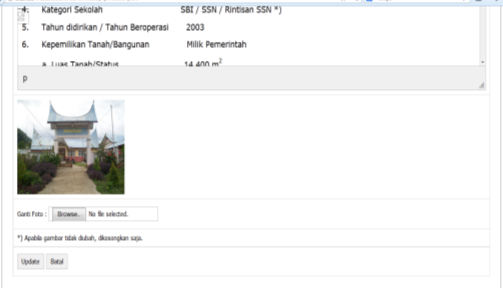 4. Kategori Sekolah SBI / SSN / Rintisan SSN *)
5. Tahun didirikan / Tahun Beroperasi 2003
6. Kepemilikan Tanah/Bangunan Milik Pemerintah
a. Luas Tanah/Status 14.400 m²
p
Ganti Foto : Browse... No file selected.
*) Apabila gambar tidak diubah, dikosongkan saja.
Update Batal